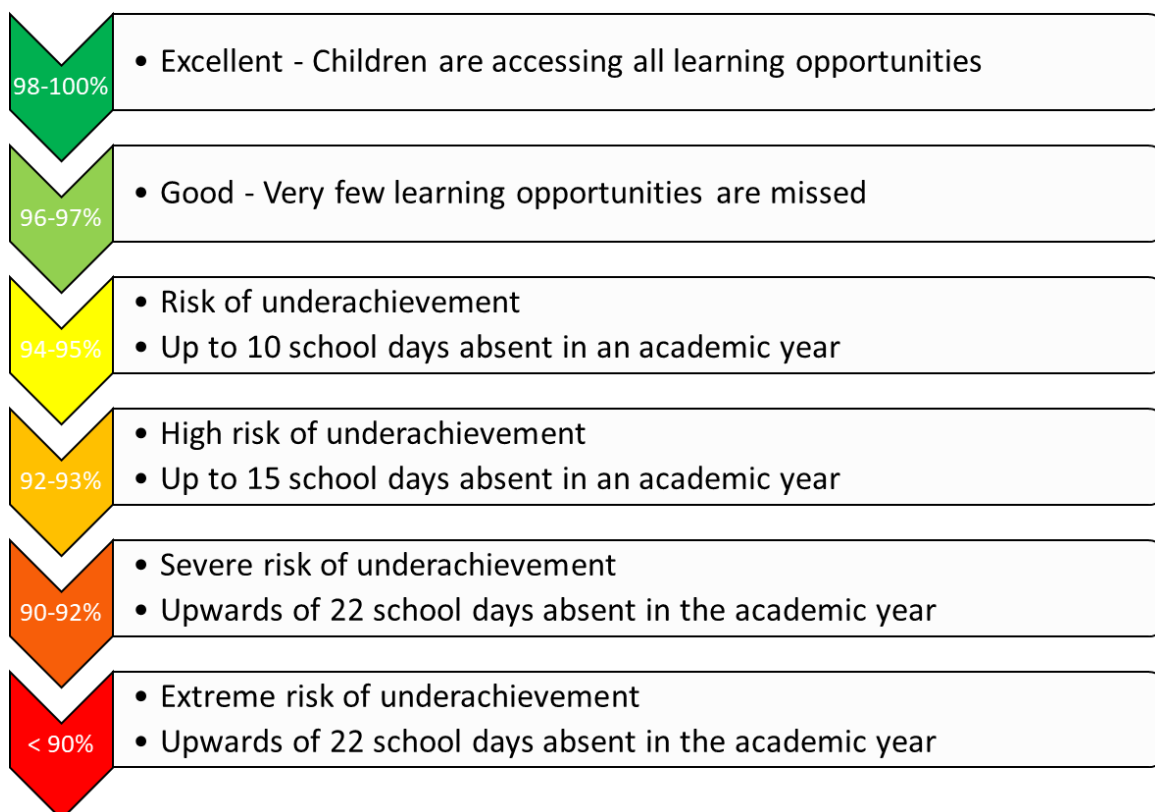 98-100%
• Excellent - Children are accessing all learning opportunities
96-97%
• Good - Very few learning opportunities are missed
94-95%
• Risk of underachievement
• Up to 10 school days absent in an academic year
92-93%
• High risk of underachievement
• Up to 15 school days absent in an academic year
90-92%
• Severe risk of underachievement
• Upwards of 22 school days absent in the academic year
< 90%
• Extreme risk of underachievement
• Upwards of 22 school days absent in the academic year